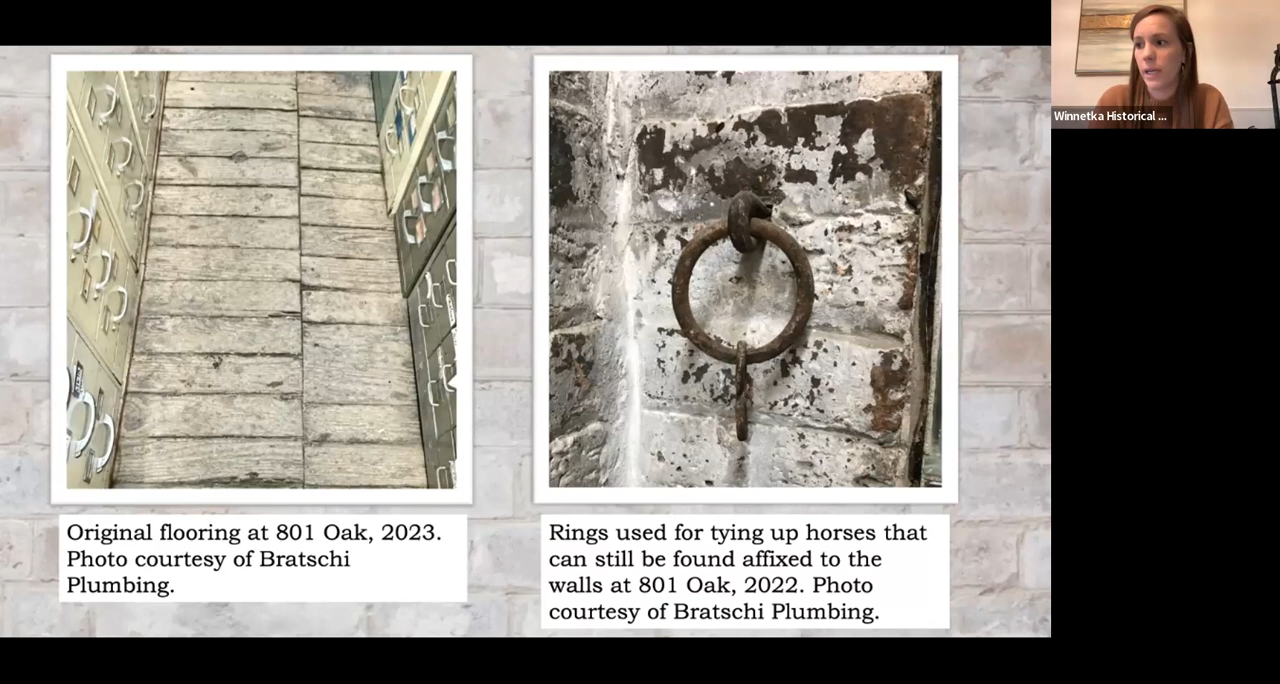 Winnetka Historical ...
Original flooring at 801 Oak, 2023.
Photo courtesy of Bratschi
Plumbing.
Rings used for tying up horses that
can still be found affixed to the
walls at 801 Oak, 2022. Photo
courtesy of Bratschi Plumbing.